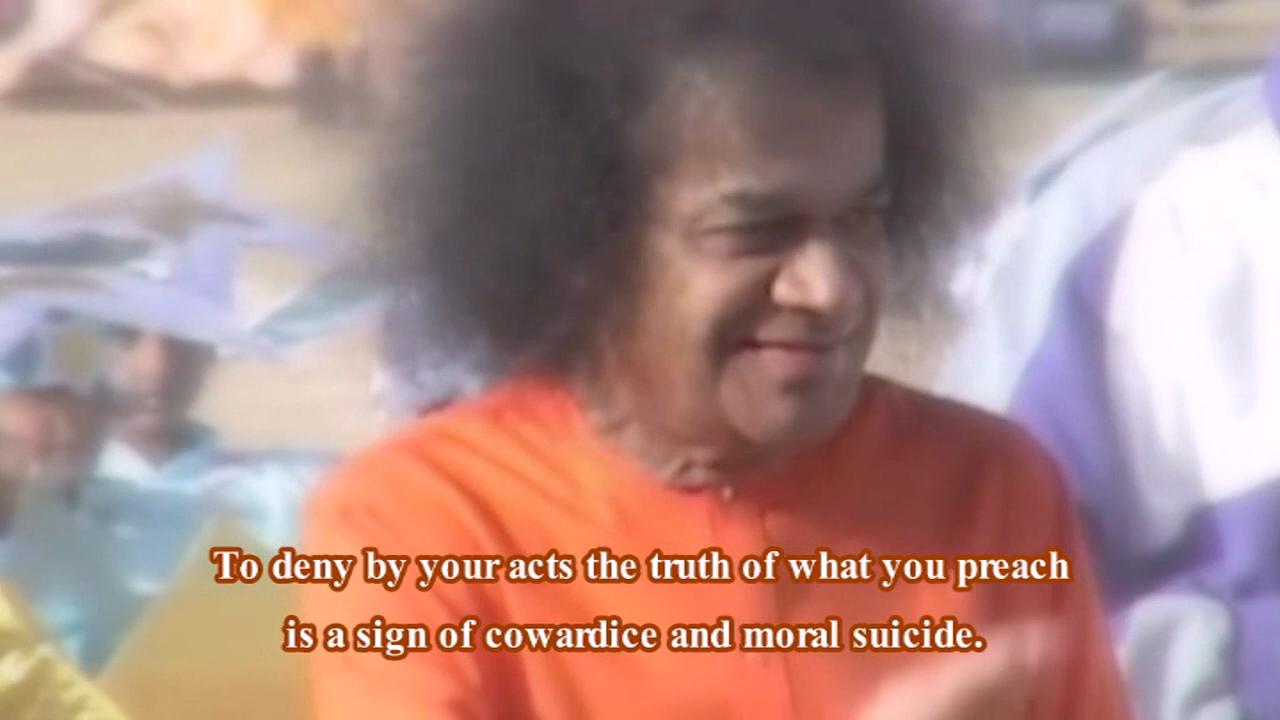 To deny by your acts the truth of what you preach
is a sign of cowardice and moral suicide.